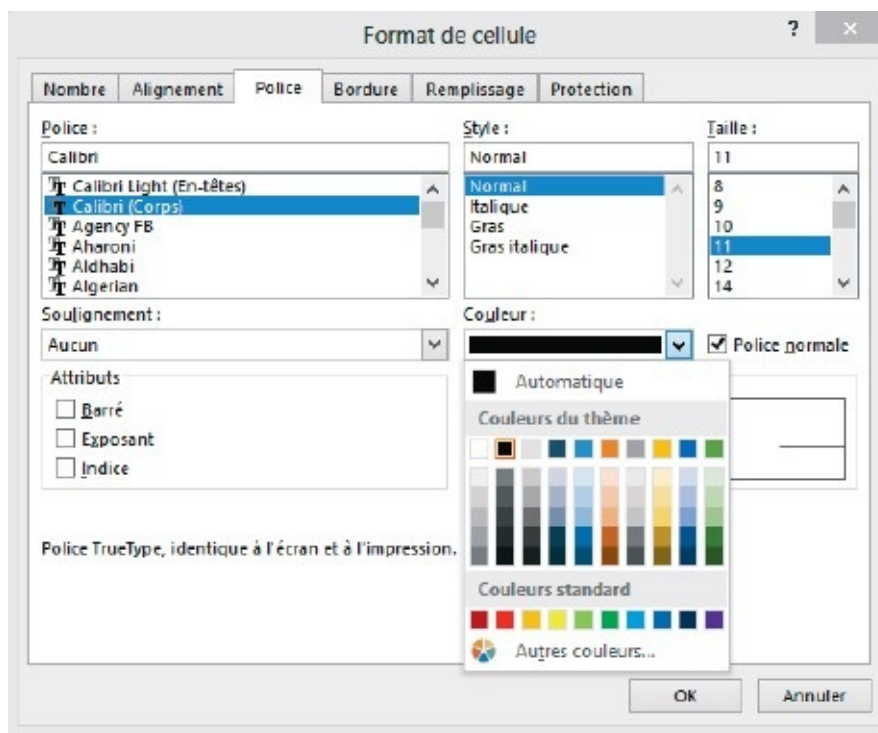 Format de cellule
?
Nombre Alignement Police Bordure Remplissage Protection
Police : Style : Taille :
Calibri Normal 11
Calibri Light (En-têtes) Normal 8
Calibri (Corps) Italique 9
Agency FB Gras 10
Aharoni Gras italique 11
Aldhabi 12
Algerian 14
Soulignement : Couleur :
Aucun Police normale
Attributs Automatique
Barré Couleurs du thème
Exposant
Indice
Police TrueType, identique à l'écran et à l'impression.
Couleurs standard
Autres couleurs...
OK Annuler